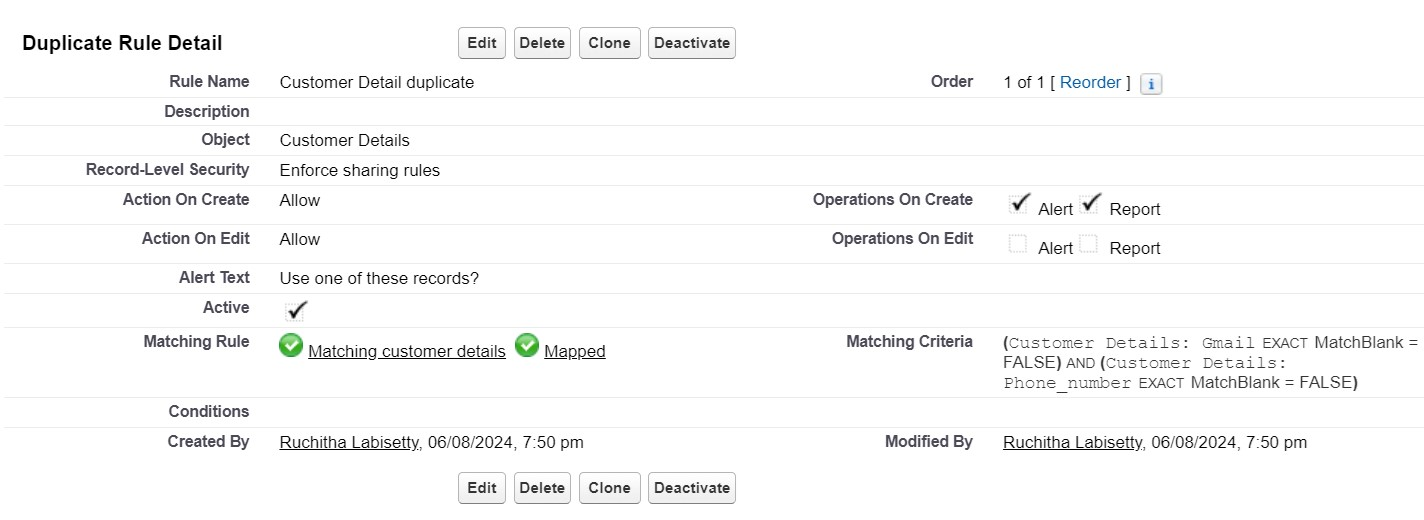 Duplicate Rule Detail Edit Delete Clone Deactivate
Rule Name Customer Detail duplicate Order 1 of 1 [ Reorder ] i
Description
Object Customer Details
Record-Level Security Enforce sharing rules
Action On Create Allow Operations On Create Alert Report
Action On Edit Allow Operations On Edit Alert Report
Alert Text Use one of these records?
Active
Matching Rule Matching customer details Mapped Matching Criteria (Customer Details: Gmail EXACT MatchBlank =
FALSE) AND (Customer Details:
Phone_number EXACT MatchBlank = FALSE)
Conditions
Created By Ruchitha Labisetty, 06/08/2024, 7:50 pm Modified By Ruchitha Labisetty, 06/08/2024, 7:50 pm
Edit Delete Clone Deactivate